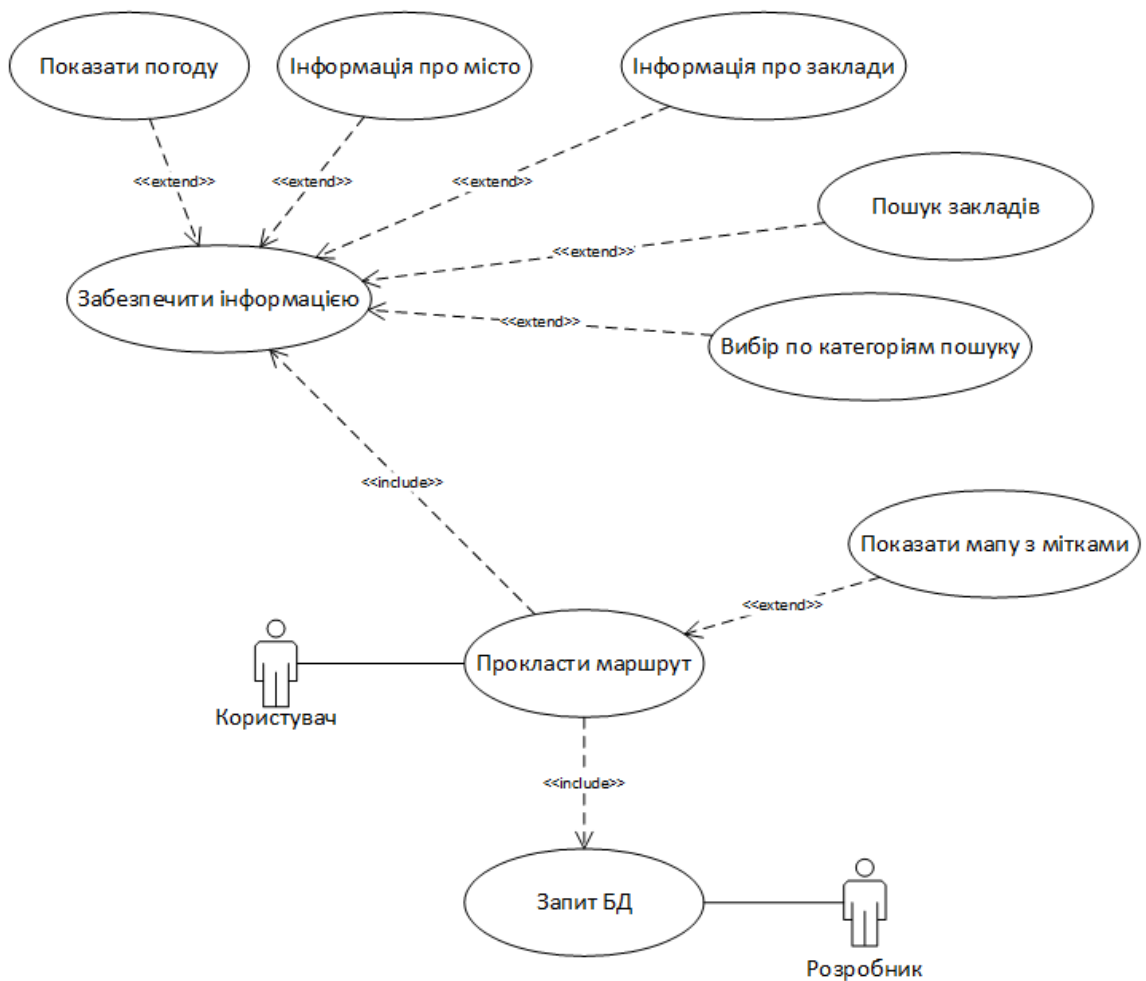 Показати погоду
Інформація про місто
Інформація про заклади
<<extend>>
<<extend>>
<<extend>>
Пошук закладів
<<extend>>
Забезпечити інформацією
<<extend>>
Вибір по категоріям пошуку
<<include>>
Показати мапу з мітками
<<extend>>
Прокласти маршрут
Користувач
<<include>>
Запит БД
Розробник